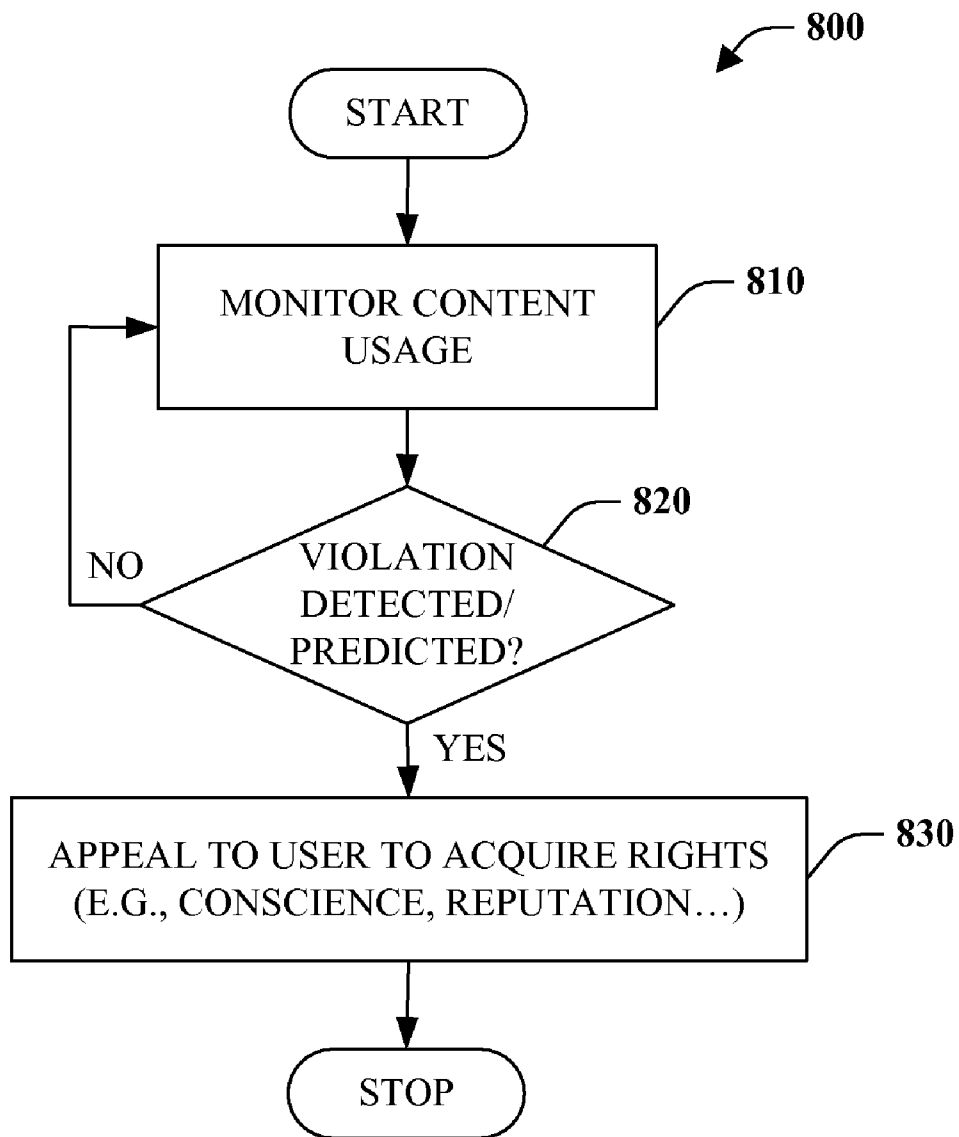 800
START
MONITOR CONTENT
USAGE
810
820
VIOLATION
DETECTED/
PREDICTED?
NO
YES
APPEAL TO USER TO ACQUIRE RIGHTS
(E.G., CONSCIENCE, REPUTATION…)
830
STOP